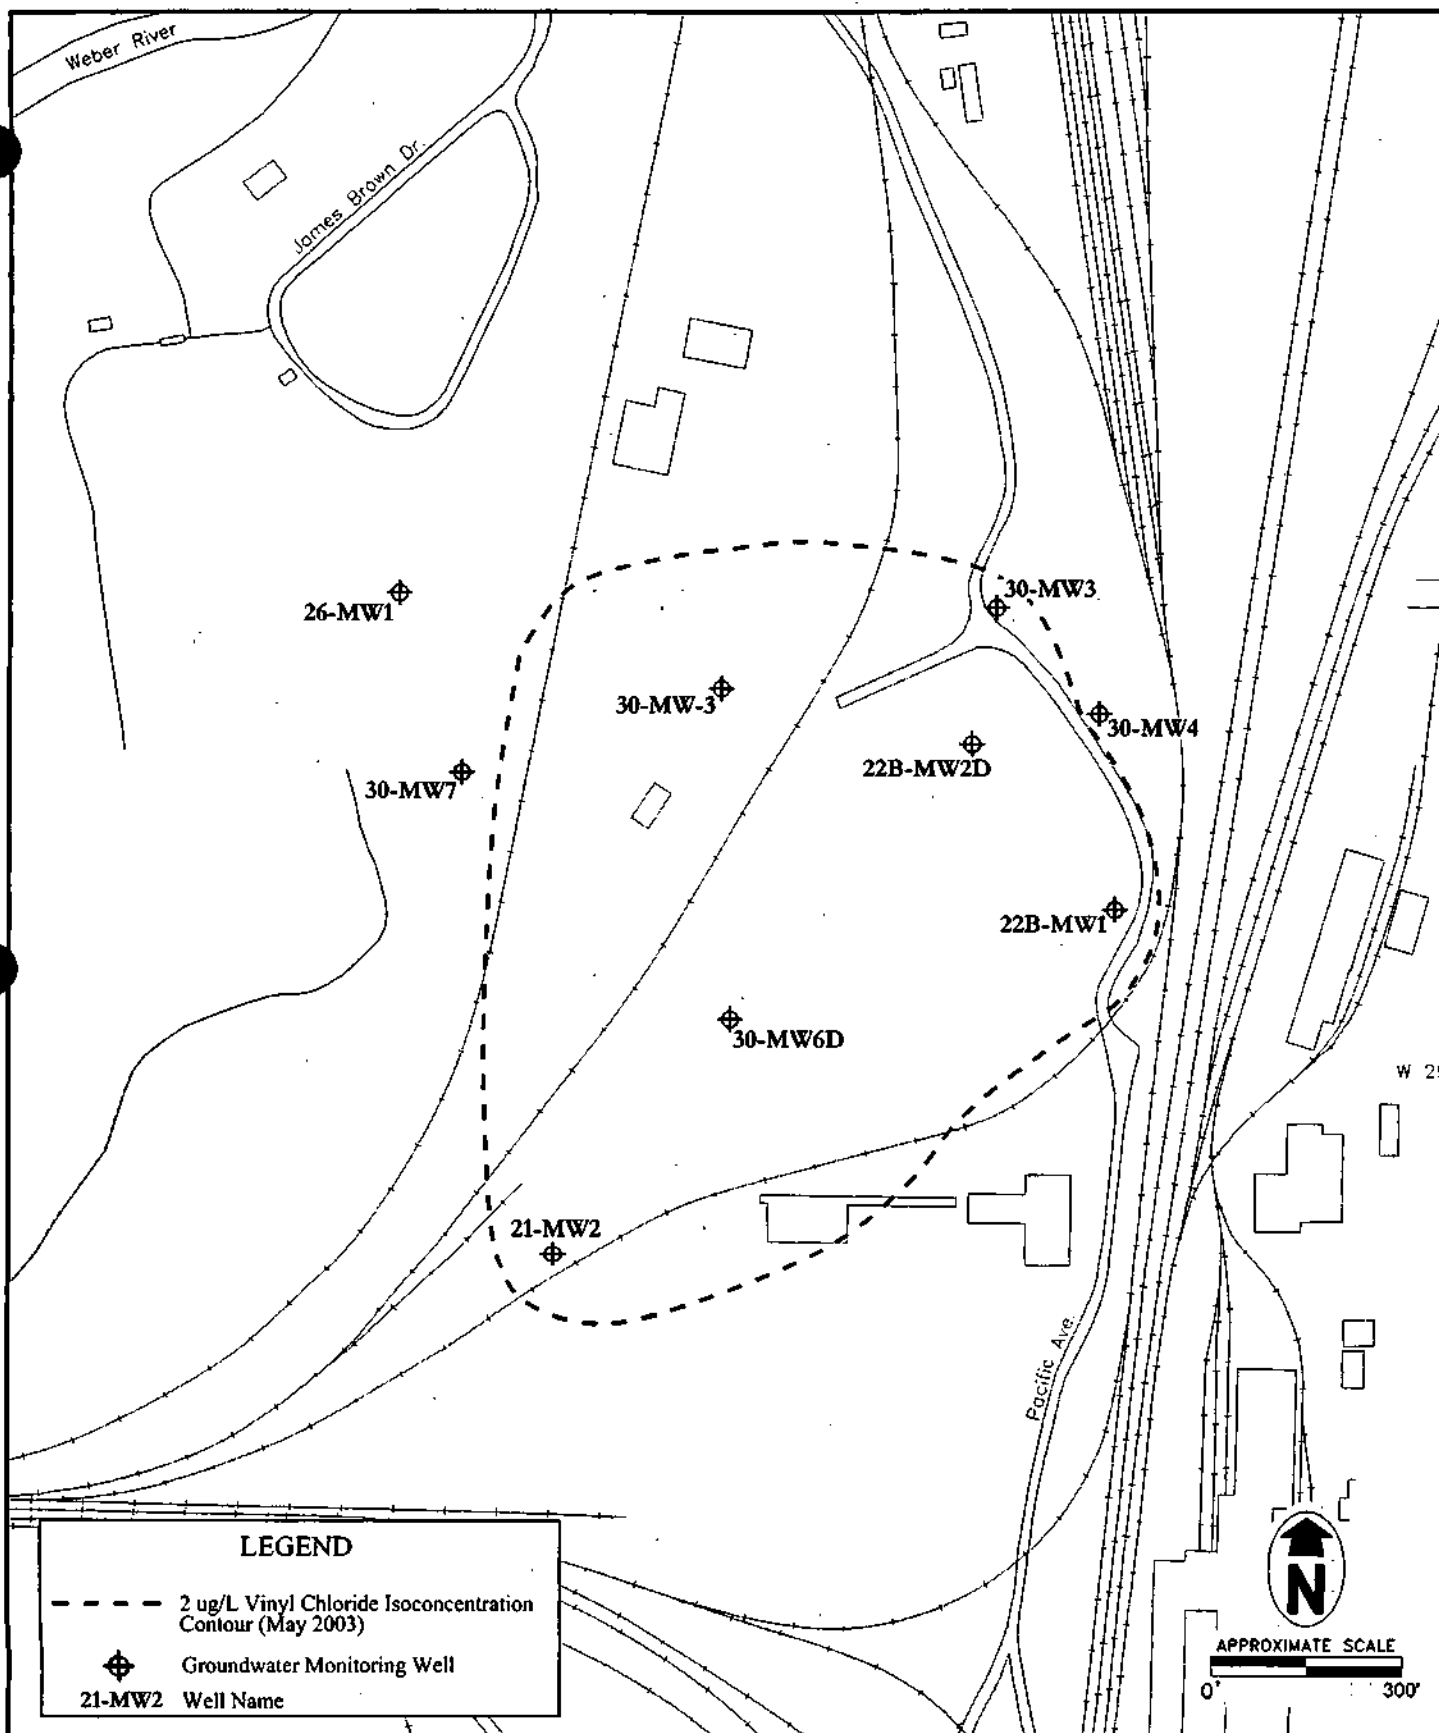 Weber River
James Brown Dr.
26-MW1
30-MW3
30-MW-3
30-MW4
22B-MW2D
30-MW7
22B-MW1
30-MW6D
W 29
21-MW2
Pacific Ave.
LEGEND
2 ug/L Vinyl Chloride Isoconcentration
Contour (May 2003)
Groundwater Monitoring Well
21-MW2 Well Name
N
APPROXIMATE SCALE
0' 300'